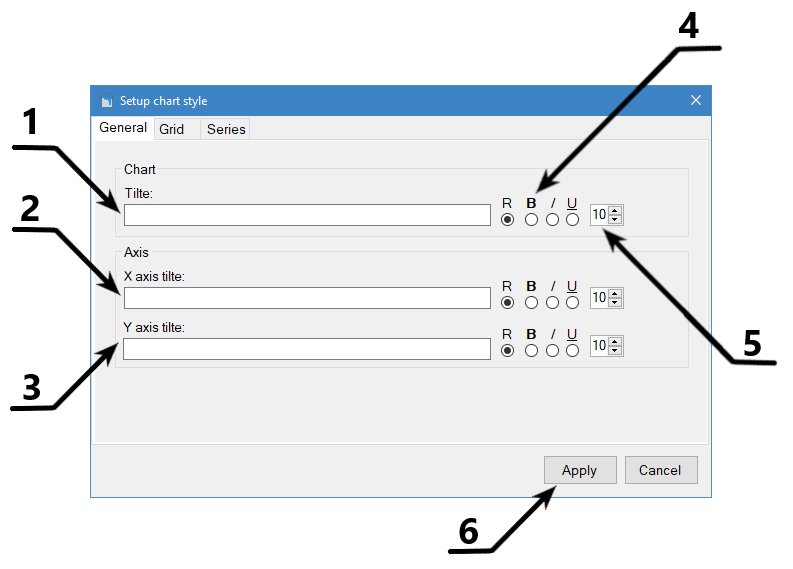 4
Setup chart style
1
General Grid Series
Chart
Tilte:
R B / U
2
10
Axis
X axis tilte:
R B / U
10
Y axis tilte:
R B / U
10
5
3
Apply Cancel
6